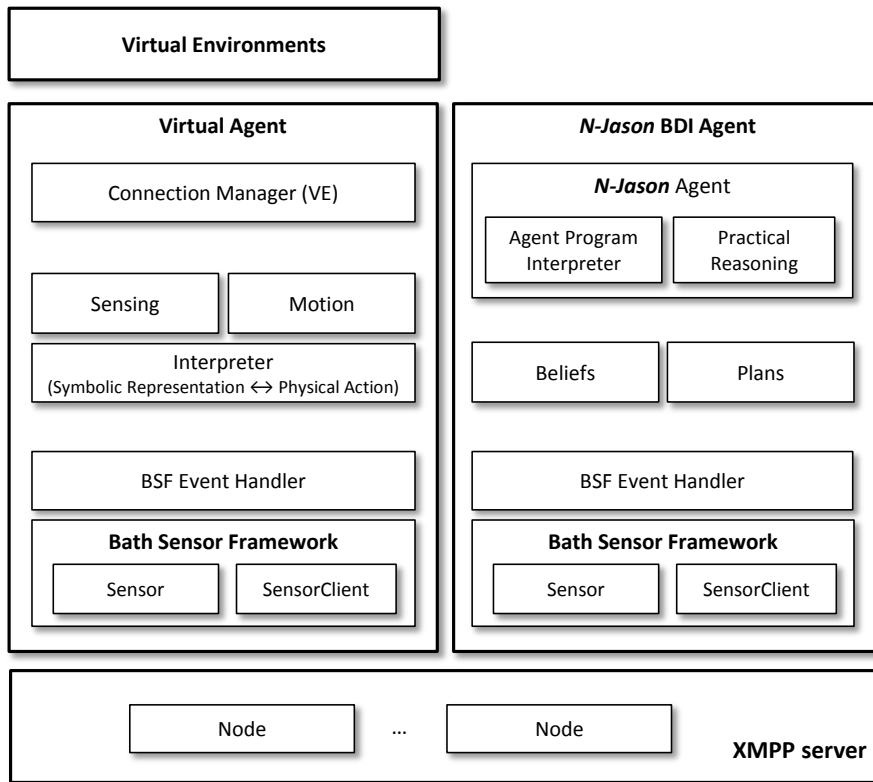 Virtual Environments
Virtual Agent
Connection Manager (VE)
Sensing
Motion
Interpreter
(Symbolic Representation ↔ Physical Action)
BSF Event Handler
Bath Sensor Framework
Sensor
SensorClient
N-Jason BDI Agent
N-Jason Agent
Agent Program
Interpreter
Practical
Reasoning
Beliefs
Plans
BSF Event Handler
Bath Sensor Framework
Sensor
SensorClient
Node
...
Node
XMPP server